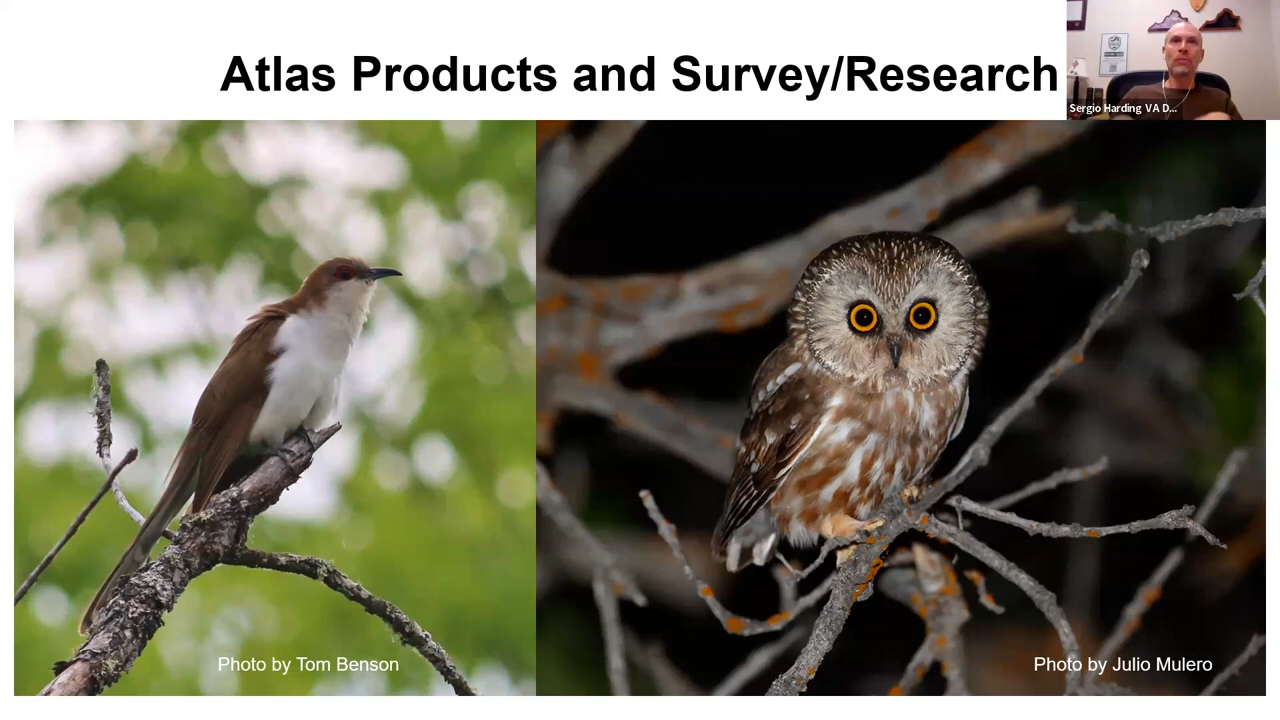 Atlas Products and Survey/Research
Sergio Harding VA D...
Photo by Tom Benson
Photo by Julio Mulero